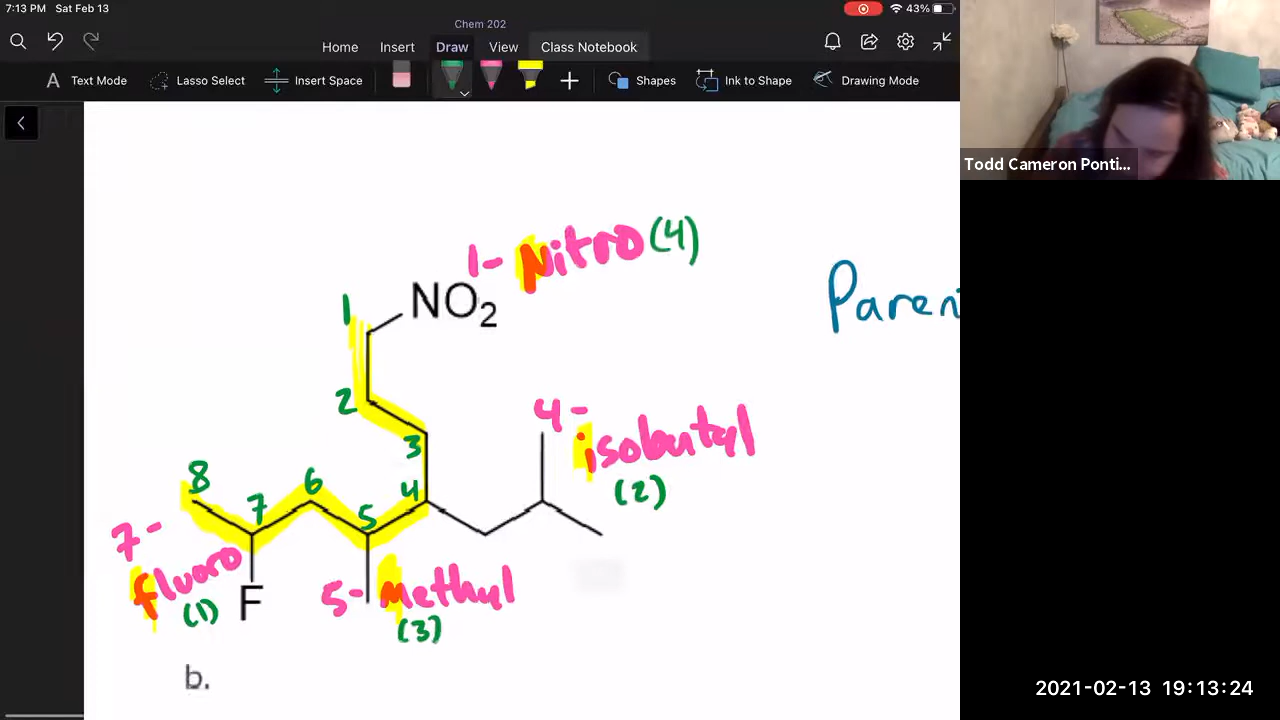 7:13 PM Sat Feb 13
43%
Chem 202
Home Insert Draw View Class Notebook
Text Mode Lasso Select Insert Space Shapes Ink to Shape Drawing Mode
Todd Cameron Ponti...
1- Nitro (4)
NO2
Paren
1
2
3
4- isobutyl
(2)
8
7
6
5
4
7-
fluoro
(1)
F
5- Methyl
(3)
b.
2021-02-13 19:13:24